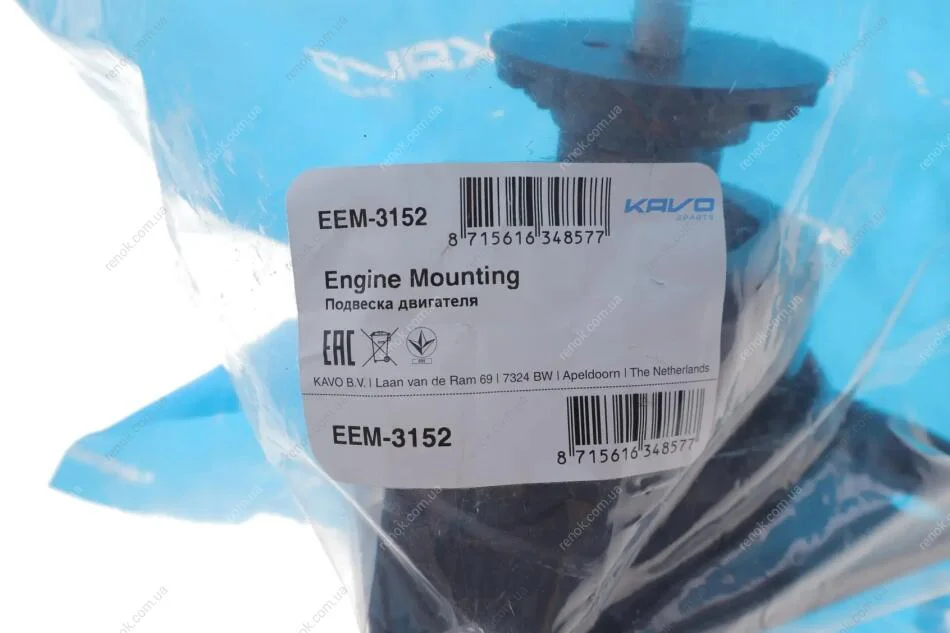 KAVO
EEM-3152
8 715616 348577
KAVO
PARTS
Engine Mounting
Подвеска двигателя
EAC
KAVO B.V. | Laan van de Ram 69 | 7324 BW | Apeldoorn | The Netherlands
EEM-3152
8 715616 348577
renok.com.ua